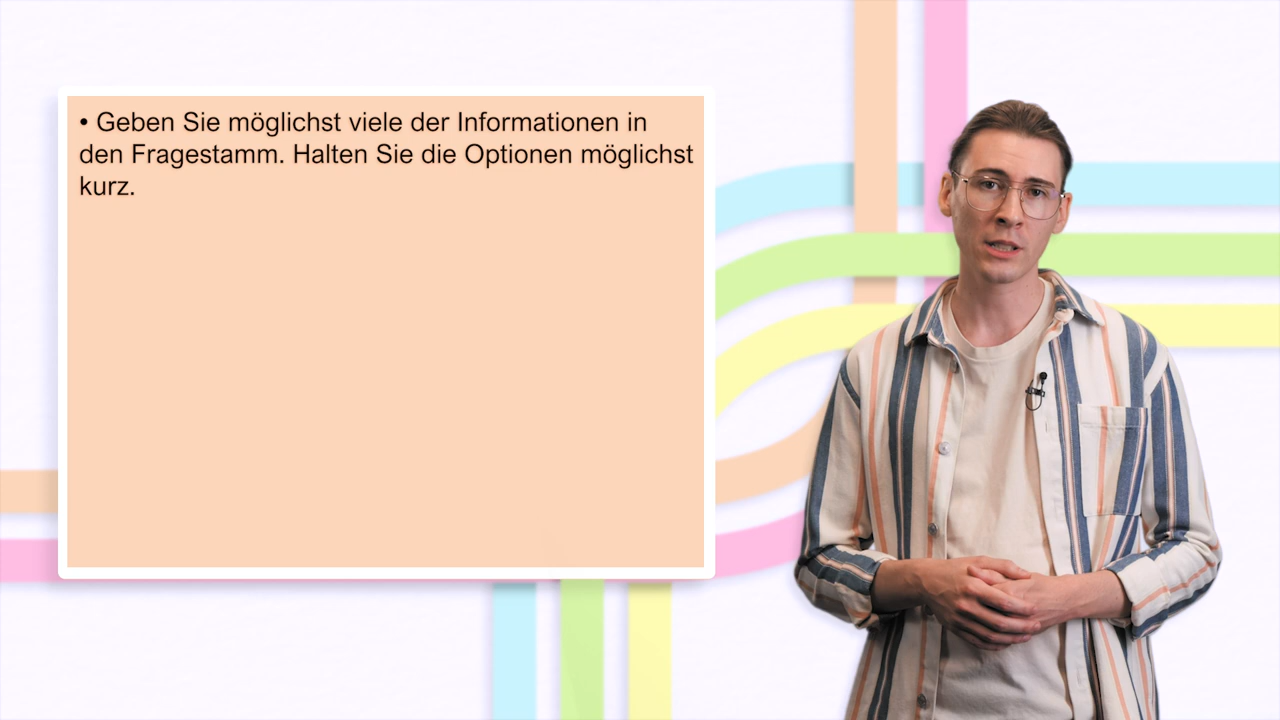 • Geben Sie möglichst viele der Informationen in
den Fragestamm. Halten Sie die Optionen möglichst
kurz.